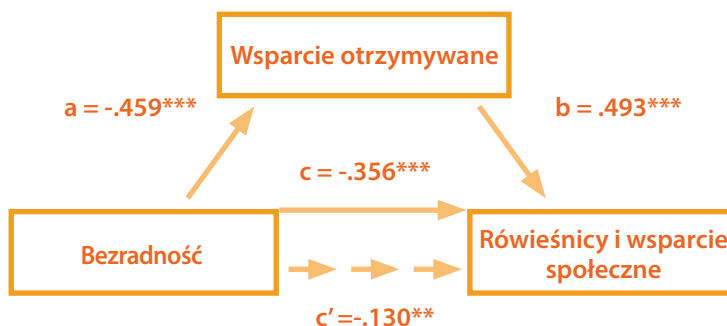 Wsparcie otrzymywane
a = -.459***
b = .493***
c = -.356***
Bezradność
Rówieśnicy i wsparcie
społeczne
c’ =-.130**